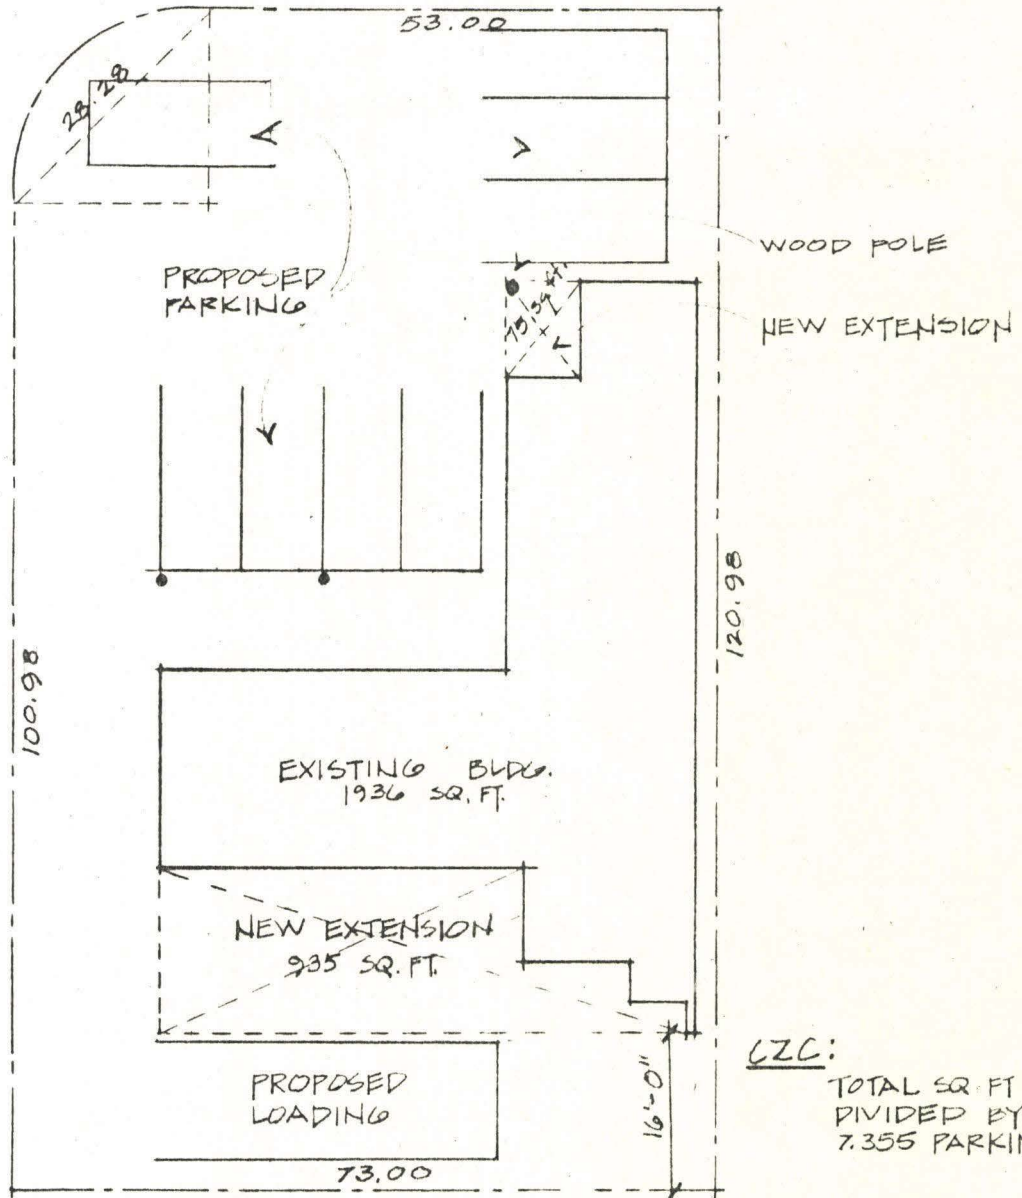 53.00
28.28
A
V
WOOD POLE
PROPOSED
PARKING
NEW EXTENSION
100.98
120.98
EXISTING BLDG.
1936 SQ. FT.
NEW EXTENSION
935 SQ. FT.
CZC:
PROPOSED
LOADING
16'-0"
TOTAL SQ. FT
DIVIDED BY
7.355 PARKIN
73.00